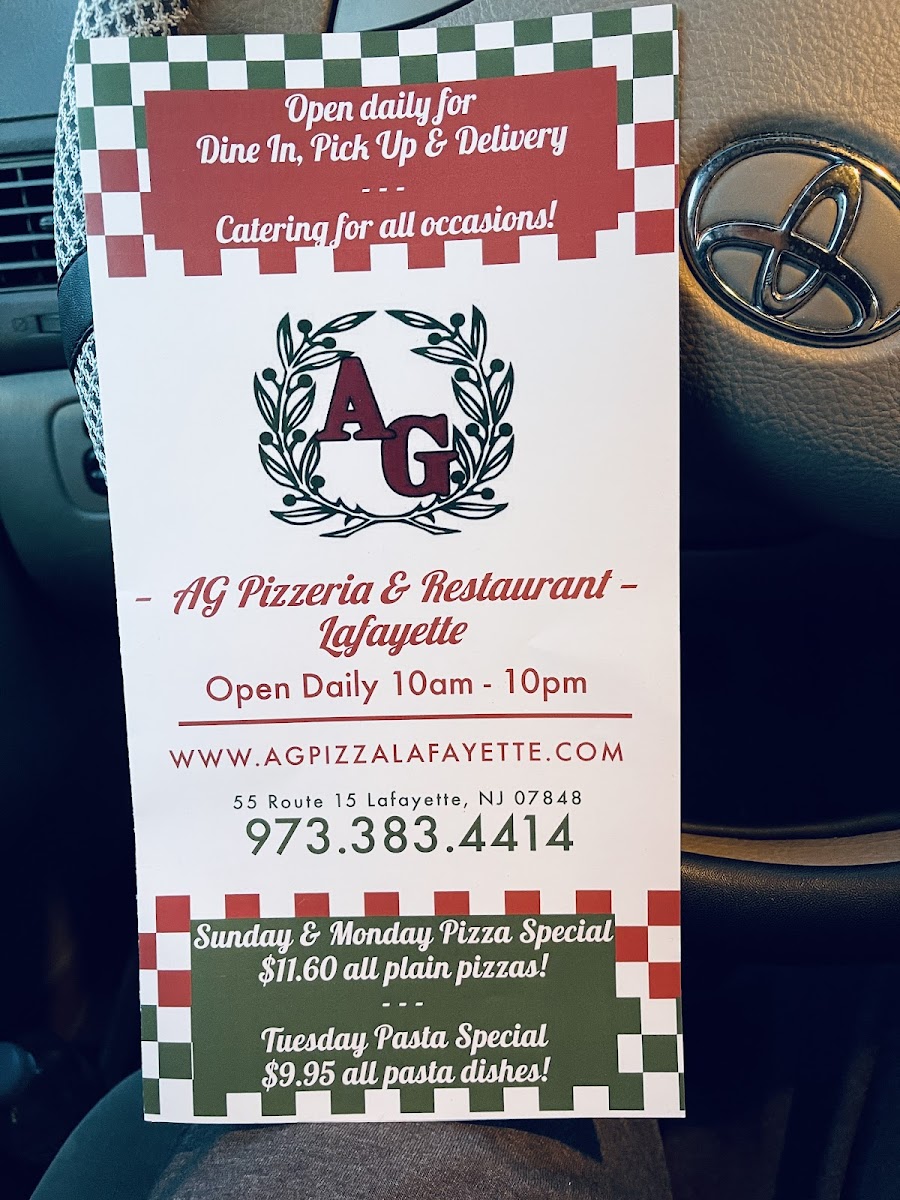 Open daily for
Dine In, Pick Up & Delivery
- - -
Catering for all occasions!
AG
– AG Pizzeria & Restaurant –
Lafayette
Open Daily 10am - 10pm
WWW.AGPIZZALAFAYETTE.COM
55 Route 15 Lafayette, NJ 07848
973.383.4414
Sunday & Monday Pizza Special
$11.60 all plain pizzas!
- - -
Tuesday Pasta Special
$9.95 all pasta dishes!